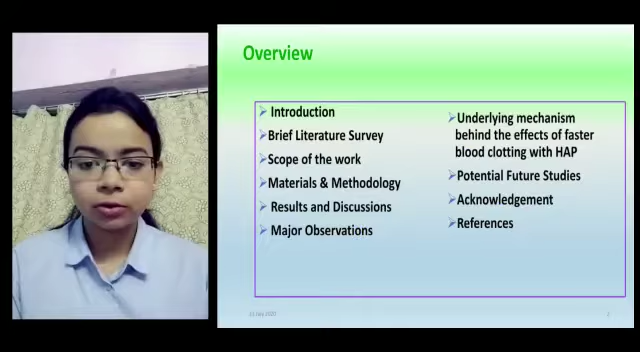 Overview
Introduction
Brief Literature Survey
Scope of the work
Materials & Methodology
Results and Discussions
Major Observations
Underlying mechanism
behind the effects of faster
blood clotting with HAP
Potential Future Studies
Acknowledgement
References
2